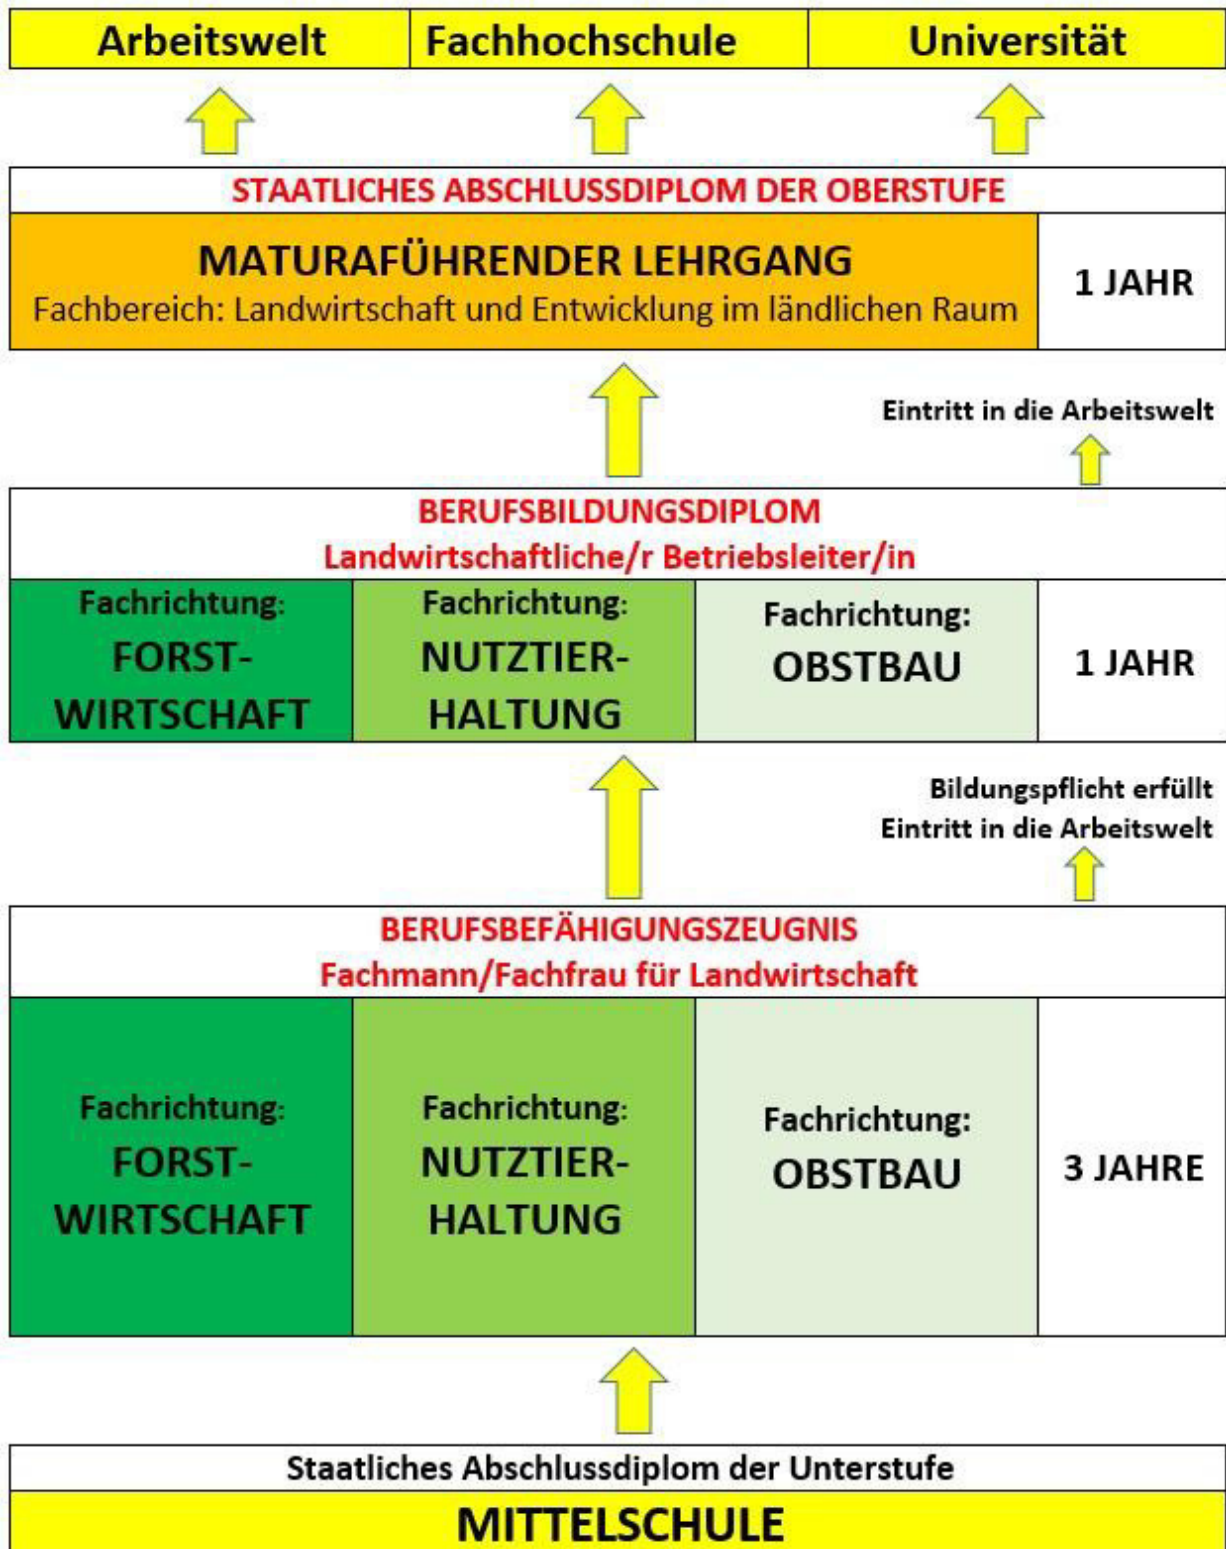 Arbeitswelt
Fachhochschule
Universität
STAATLICHES ABSCHLUSSDIPLOM DER OBERSTUFE
MATURAFÜHRENDER LEHRGANG
Fachbereich: Landwirtschaft und Entwicklung im ländlichen Raum
1 JAHR
Eintritt in die Arbeitswelt
BERUFSBILDUNGSDIPLOM
Landwirtschaftliche/r Betriebsleiter/in
Fachrichtung:
FORST-
WIRTSCHAFT
Fachrichtung:
NUTZTIER-
HALTUNG
Fachrichtung:
OBSTBAU
1 JAHR
Bildungspflicht erfüllt
Eintritt in die Arbeitswelt
BERUFSBEFÄHIGUNGSZEUGNIS
Fachmann/Fachfrau für Landwirtschaft
Fachrichtung:
FORST-
WIRTSCHAFT
Fachrichtung:
NUTZTIER-
HALTUNG
Fachrichtung:
OBSTBAU
3 JAHRE
Staatliches Abschlussdiplom der Unterstufe
MITTELSCHULE